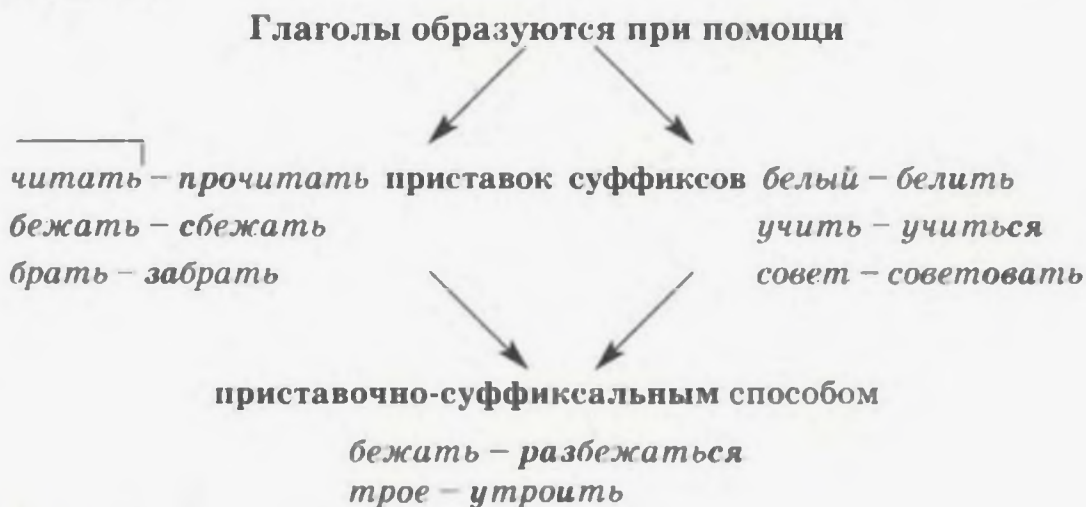 Глаголы образуются при помощи
читать – прочитать приставок суффиксов белый – белить
бежать – сбежать учить – учиться
брать – забрать совет – советовать
приставочно-суффиксальным способом
бежать – разбежаться
трое – утроить